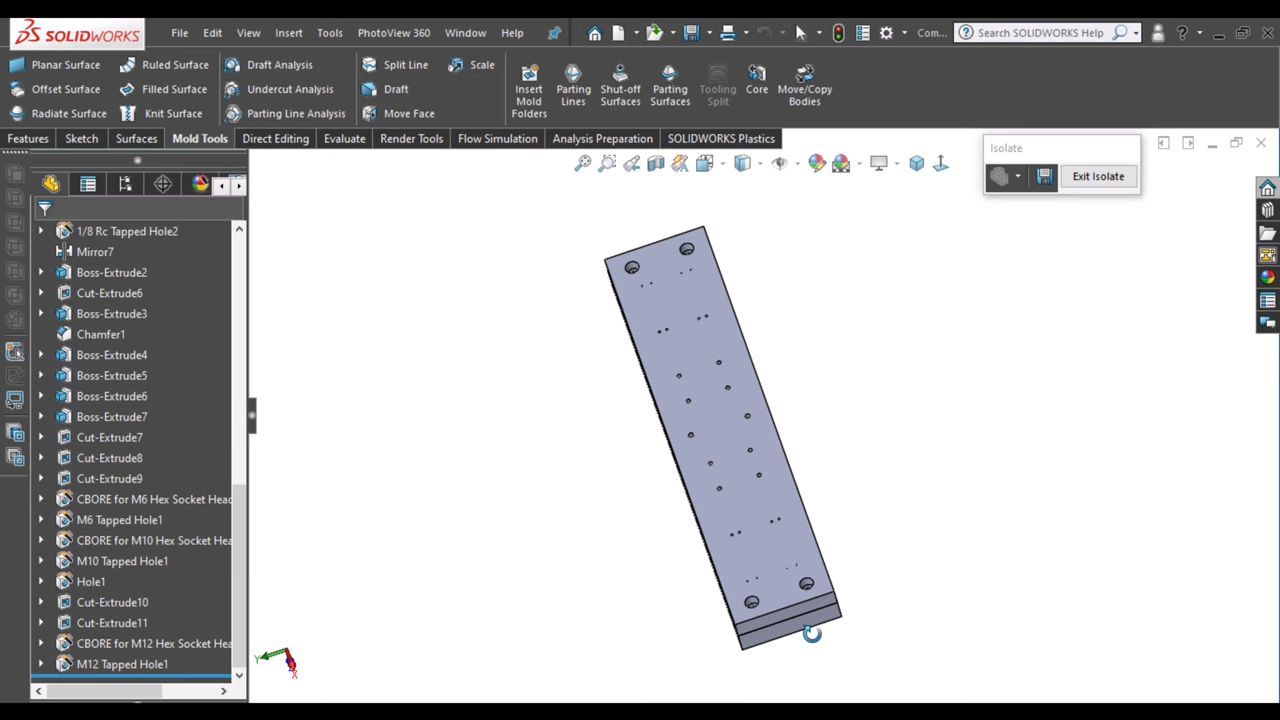 SOLIDWORKS File Edit View Insert Tools PhotoView 360 Window Help Com... Search SOLIDWORKS Help ?
Planar Surface Ruled Surface Draft Analysis Split Line Scale
Offset Surface Filled Surface Undercut Analysis Draft
Radiate Surface Knit Surface Parting Line Analysis Move Face
Insert Mold Folders
Parting Lines
Shut-off Surfaces
Parting Surfaces
Tooling Split
Core
Move/Copy Bodies
Features Sketch Surfaces Mold Tools Direct Editing Evaluate Render Tools Flow Simulation Analysis Preparation SOLIDWORKS Plastics
Isolate
Exit Isolate
1/8 Rc Tapped Hole2
Mirror7
Boss-Extrude2
Cut-Extrude6
Boss-Extrude3
Chamfer1
Boss-Extrude4
Boss-Extrude5
Boss-Extrude6
Boss-Extrude7
Cut-Extrude7
Cut-Extrude8
Cut-Extrude9
CBORE for M6 Hex Socket Head
M6 Tapped Hole1
CBORE for M10 Hex Socket Hea
M10 Tapped Hole1
Hole1
Cut-Extrude10
Cut-Extrude11
CBORE for M12 Hex Socket Hea
M12 Tapped Hole1
Y
X